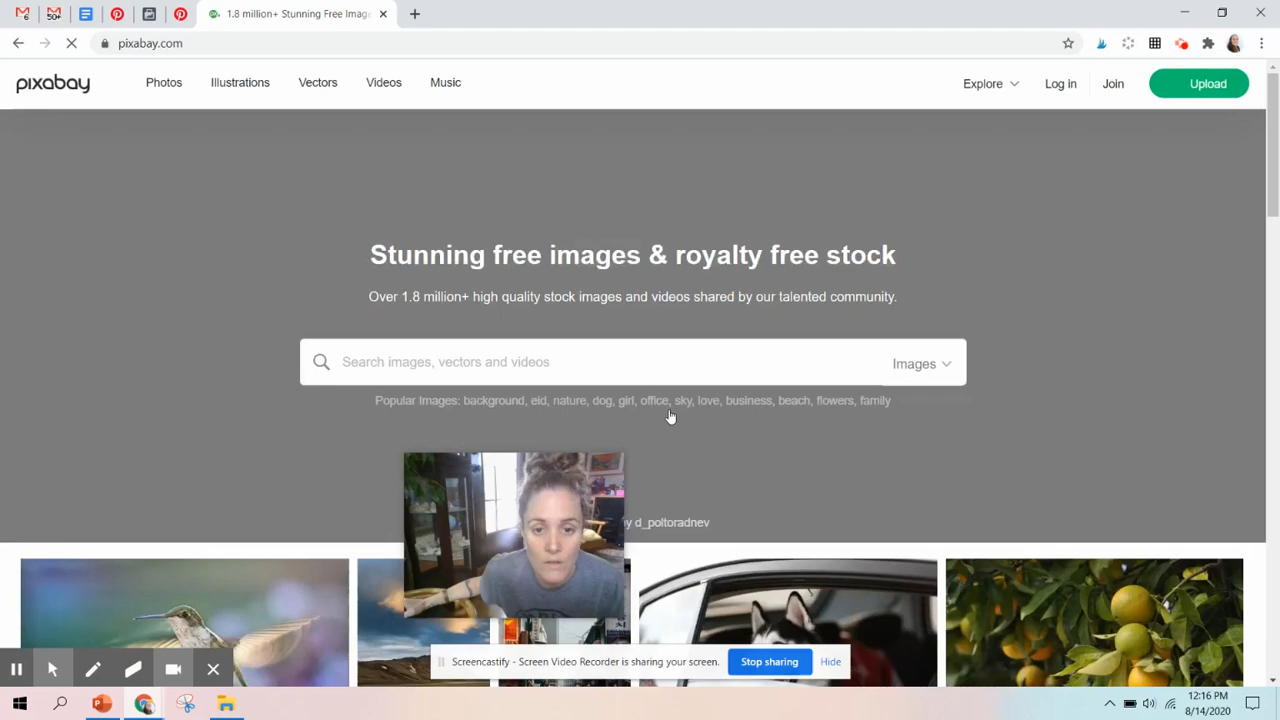 6
50+
1.8 million+ Stunning Free Imag
pixabay.com
pixabay
Photos
Illustrations
Vectors
Videos
Music
Explore
Log in
Join
Upload
Stunning free images & royalty free stock
Over 1.8 million+ high quality stock images and videos shared by our talented community.
Search images, vectors and videos
Images
Popular Images: background, eid, nature, dog, girl, office, sky, love, business, beach, flowers, family
by d_poltoradnev
Screencastify - Screen Video Recorder is sharing your screen.
Stop sharing
Hide
12:16 PM
8/14/2020